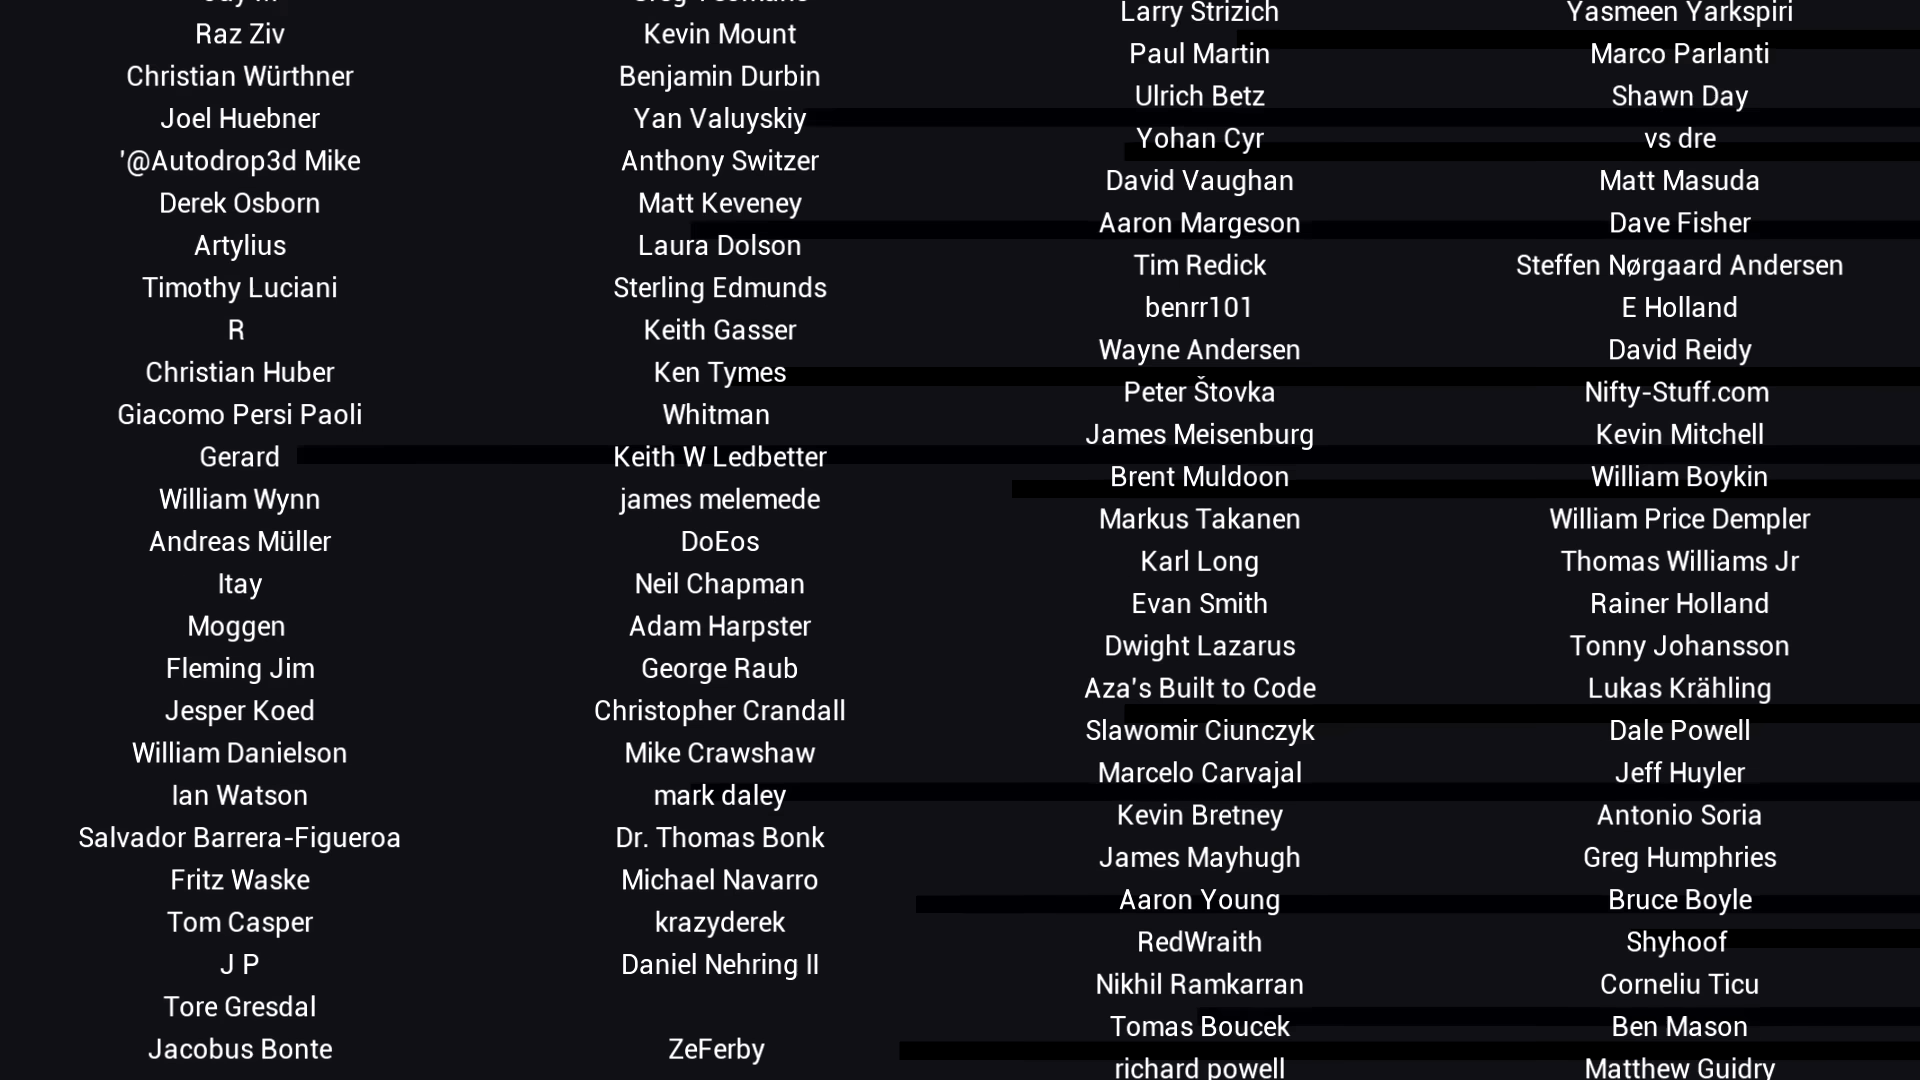 Raz Ziv
Christian Würthner
Joel Huebner
'@Autodrop3d Mike
Derek Osborn
Artylius
Timothy Luciani
R
Christian Huber
Giacomo Persi Paoli
Gerard
William Wynn
Andreas Müller
Itay
Moggen
Fleming Jim
Jesper Koed
William Danielson
Ian Watson
Salvador Barrera-Figueroa
Fritz Waske
Tom Casper
J P
Tore Gresdal
Jacobus Bonte
Kevin Mount
Benjamin Durbin
Yan Valuyskiy
Anthony Switzer
Matt Keveney
Laura Dolson
Sterling Edmunds
Keith Gasser
Ken Tymes
Whitman
Keith W Ledbetter
james melemede
DoEos
Neil Chapman
Adam Harpster
George Raub
Christopher Crandall
Mike Crawshaw
mark daley
Dr. Thomas Bonk
Michael Navarro
krazyderek
Daniel Nehring II
ZeFerby
Larry Strizich
Paul Martin
Ulrich Betz
Yohan Cyr
David Vaughan
Aaron Margeson
Tim Redick
benrr101
Wayne Andersen
Peter Štovka
James Meisenburg
Brent Muldoon
Markus Takanen
Karl Long
Evan Smith
Dwight Lazarus
Aza's Built to Code
Slawomir Ciunczyk
Marcelo Carvajal
Kevin Bretney
James Mayhugh
Aaron Young
RedWraith
Nikhil Ramkarran
Tomas Boucek
richard powell
Yasmeen Yarkspiri
Marco Parlanti
Shawn Day
vs dre
Matt Masuda
Dave Fisher
Steffen Nørgaard Andersen
E Holland
David Reidy
Nifty-Stuff.com
Kevin Mitchell
William Boykin
William Price Dempler
Thomas Williams Jr
Rainer Holland
Tonny Johansson
Lukas Krähling
Dale Powell
Jeff Huyler
Antonio Soria
Greg Humphries
Bruce Boyle
Shyhoof
Corneliu Ticu
Ben Mason
Matthew Guidry